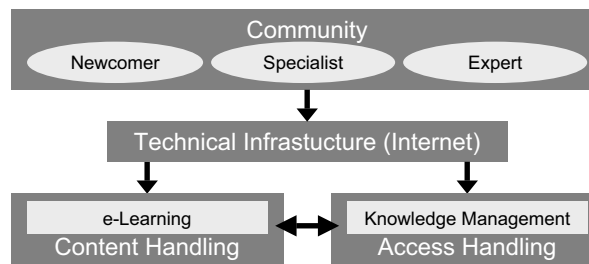 Community
Newcomer Specialist Expert
Technical Infrastucture (Internet)
e-Learning Knowledge Management
Content Handling Access Handling